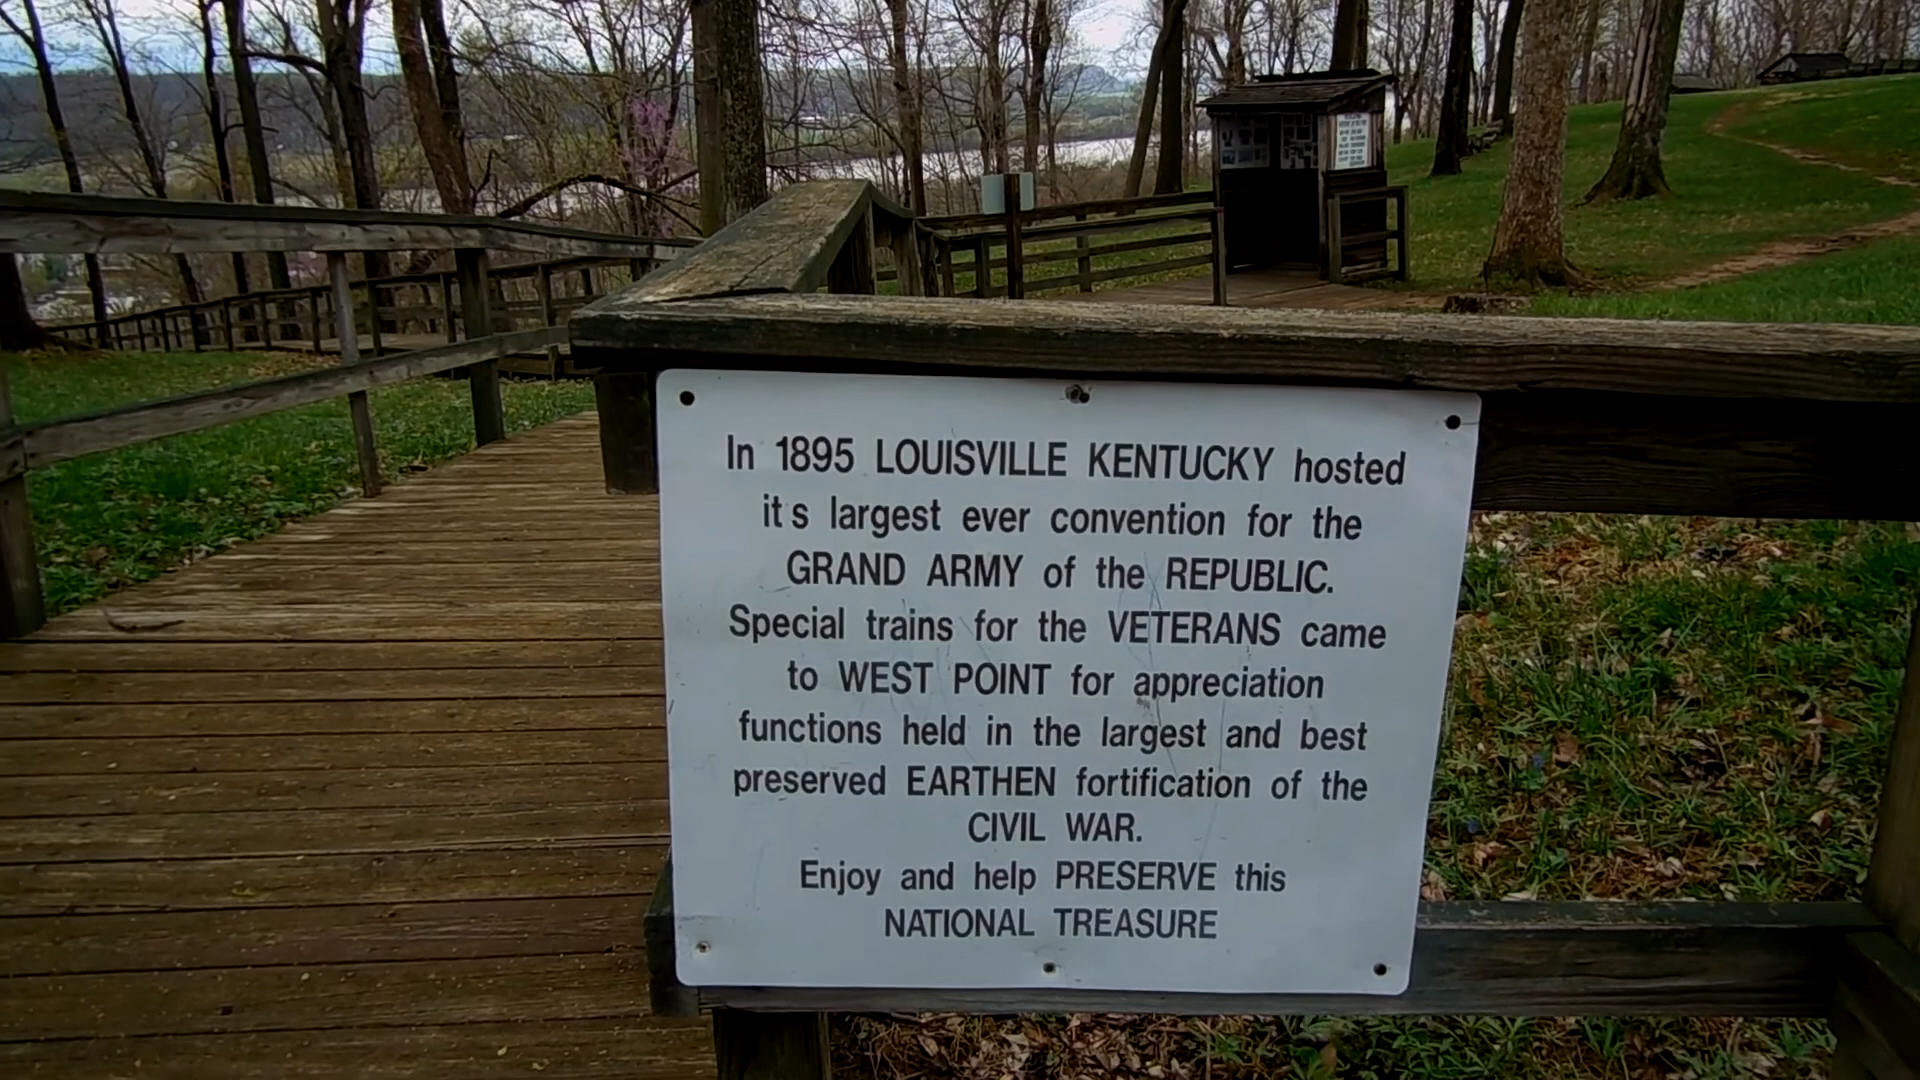 In 1895 LOUISVILLE KENTUCKY hosted
it's largest ever convention for the
GRAND ARMY of the REPUBLIC.
Special trains for the VETERANS came
to WEST POINT for appreciation
functions held in the largest and best
preserved EARTHEN fortification of the
CIVIL WAR.
Enjoy and help PRESERVE this
NATIONAL TREASURE